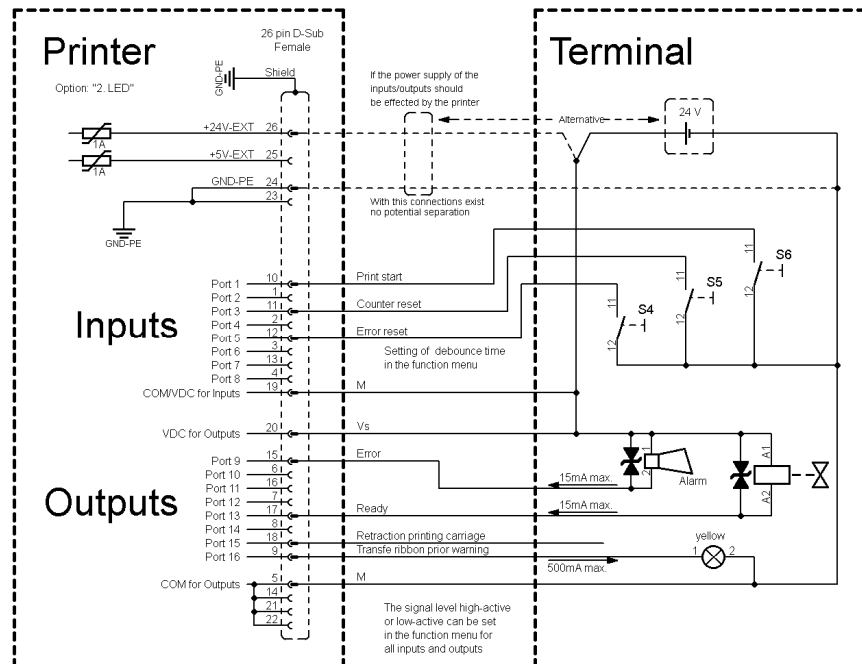 Printer
26 pin D-Sub
Female
Terminal
Option: "2. LED"
GND-PE
Shield
If the power supply of the
inputs/outputs should
be effected by the printer
Alternative
24 V
+24V-EXT 26
1A
+5V-EXT 25
1A
GND-PE 24
23
GND-PE
With this connections exist
no potential separation
Inputs
Port 1 10 Print start
Port 2 1
Port 3 11 Counter reset
Port 4 2
Port 5 12 Error reset
Port 6 3
Port 7 13
Port 8 4
COM/VDC for Inputs 19 M
Setting of debounce time
in the function menu
11 12 S4
11 12 S5
11 12 S6
Outputs
VDC for Outputs 20 Vs
Port 9 15 Error
Port 10 6
Port 11 16
Port 12 7
Port 13 17 Ready
Port 14 8
Port 15 18 Retraction printing carriage
Port 16 9 Transfe ribbon prior warning
COM for Outputs 5 M
14
21
22
15mA max.
2 1
Alarm
15mA max.
A1
A2
500mA max.
yellow
1 2
The signal level high-active
or low-active can be set
in the function menu for
all inputs and outputs